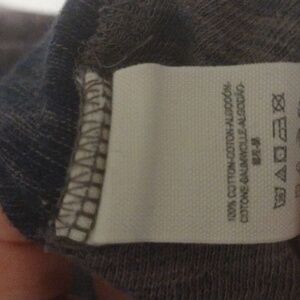 100% COTTON-COTON-ALGODÓN-
COTONE-BAUMWOLLE-ALGODÃO-